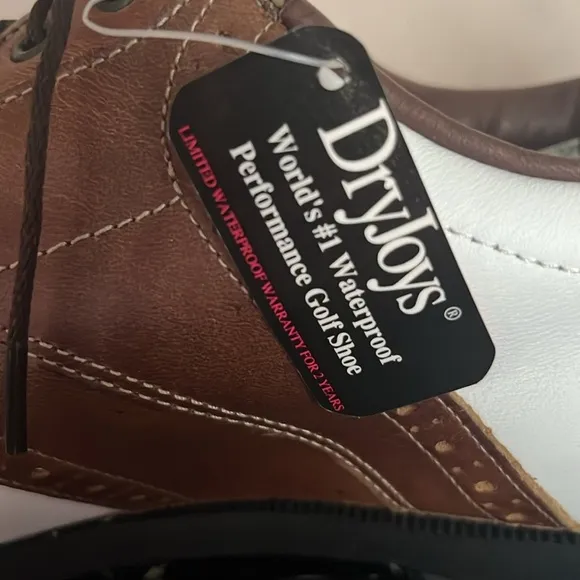 DryJoys®
World's #1 Waterproof
Performance Golf Shoe
LIMITED WATERPROOF WARRANTY FOR 2 YEARS